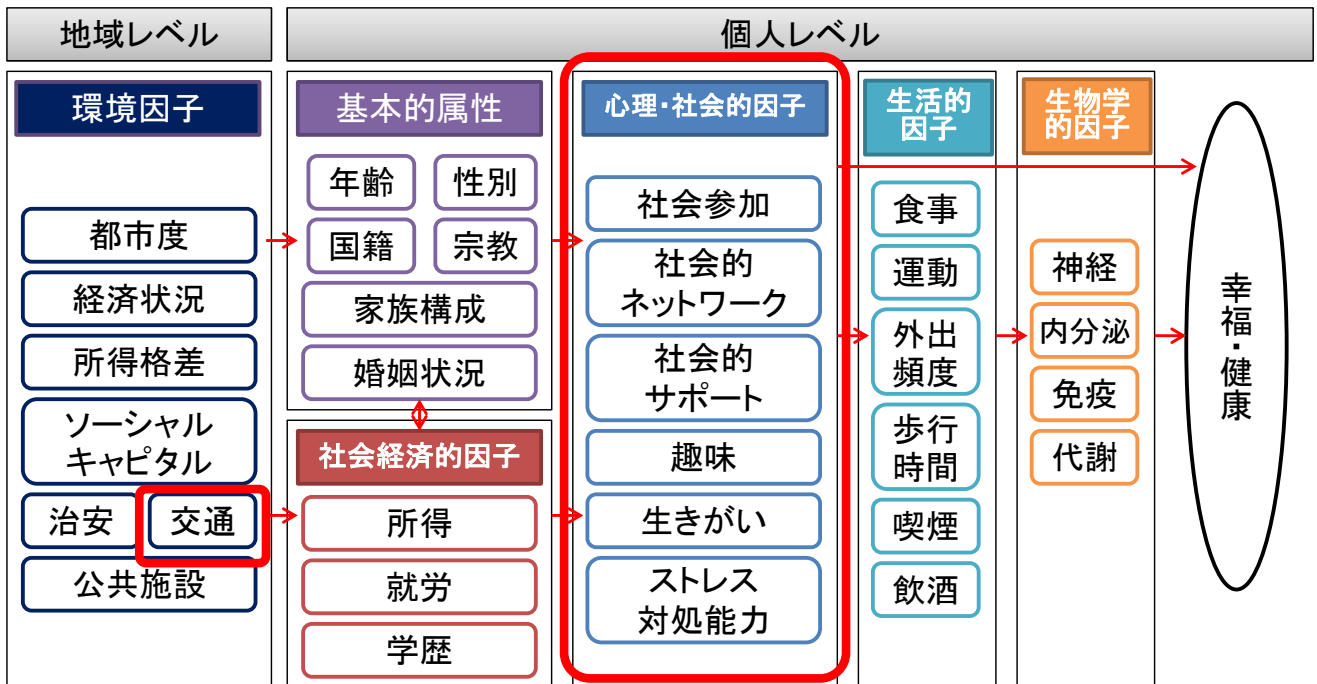 地域レベル
個人レベル
環境因子
都市度
経済状況
所得格差
ソーシャル
キャピタル
治安
交通
公共施設
基本的属性
年齢
性別
国籍
宗教
家族構成
婚姻状況
社会経済的因子
所得
就労
学歴
心理・社会的因子
社会参加
社会的
ネットワーク
社会的
サポート
趣味
生きがい
ストレス
対処能力
生活的
因子
食事
運動
外出
頻度
歩行
時間
喫煙
飲酒
生物学
的因子
神経
内分泌
免疫
代謝
幸福・健康